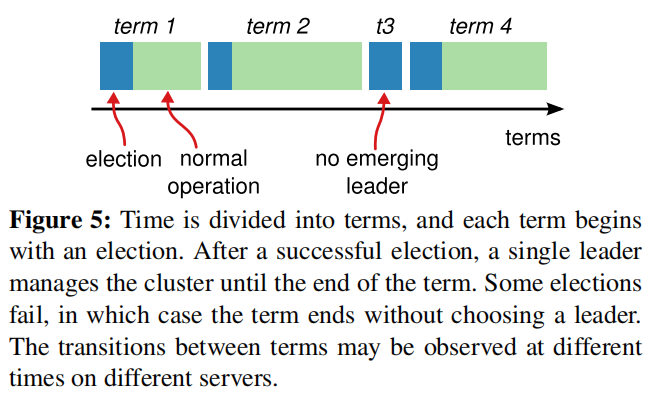 term 1 term 2 t3 term 4
terms
election normal operation no emerging leader
Figure 5: Time is divided into terms, and each term begins
with an election. After a successful election, a single leader
manages the cluster until the end of the term. Some elections
fail, in which case the term ends without choosing a leader.
The transitions between terms may be observed at different
times on different servers.